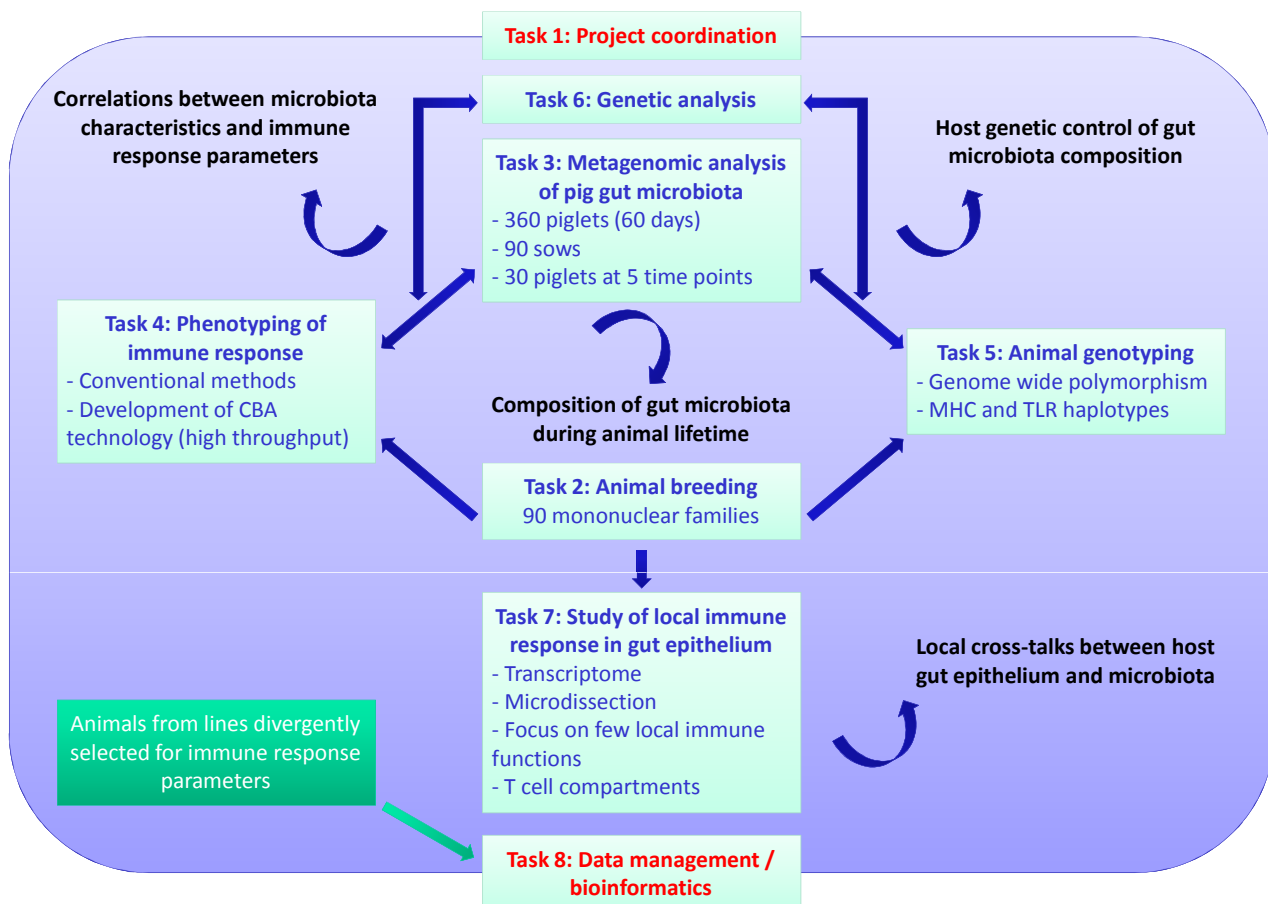 Task 1: Project coordination
Task 6: Genetic analysis
Correlations between microbiota
characteristics and immune
response parameters
Host genetic control of gut
microbiota composition
Task 3: Metagenomic analysis
of pig gut microbiota
- 360 piglets (60 days)
- 90 sows
- 30 piglets at 5 time points
Task 4: Phenotyping of
immune response
- Conventional methods
- Development of CBA
technology (high throughput)
Task 5: Animal genotyping
- Genome wide polymorphism
- MHC and TLR haplotypes
Composition of gut microbiota
during animal lifetime
Task 2: Animal breeding
90 mononuclear families
Task 7: Study of local immune
response in gut epithelium
- Transcriptome
- Microdissection
- Focus on few local immune
functions
- T cell compartments
Local cross-talks between host
gut epithelium and microbiota
Animals from lines divergently
selected for immune response
parameters
Task 8: Data management /
bioinformatics